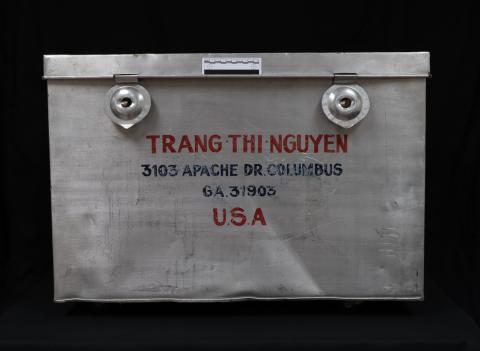 TRANG·THI·NGUYEN
3103 APACHE DR. COLUMBUS
GA. 31903
U.S.A